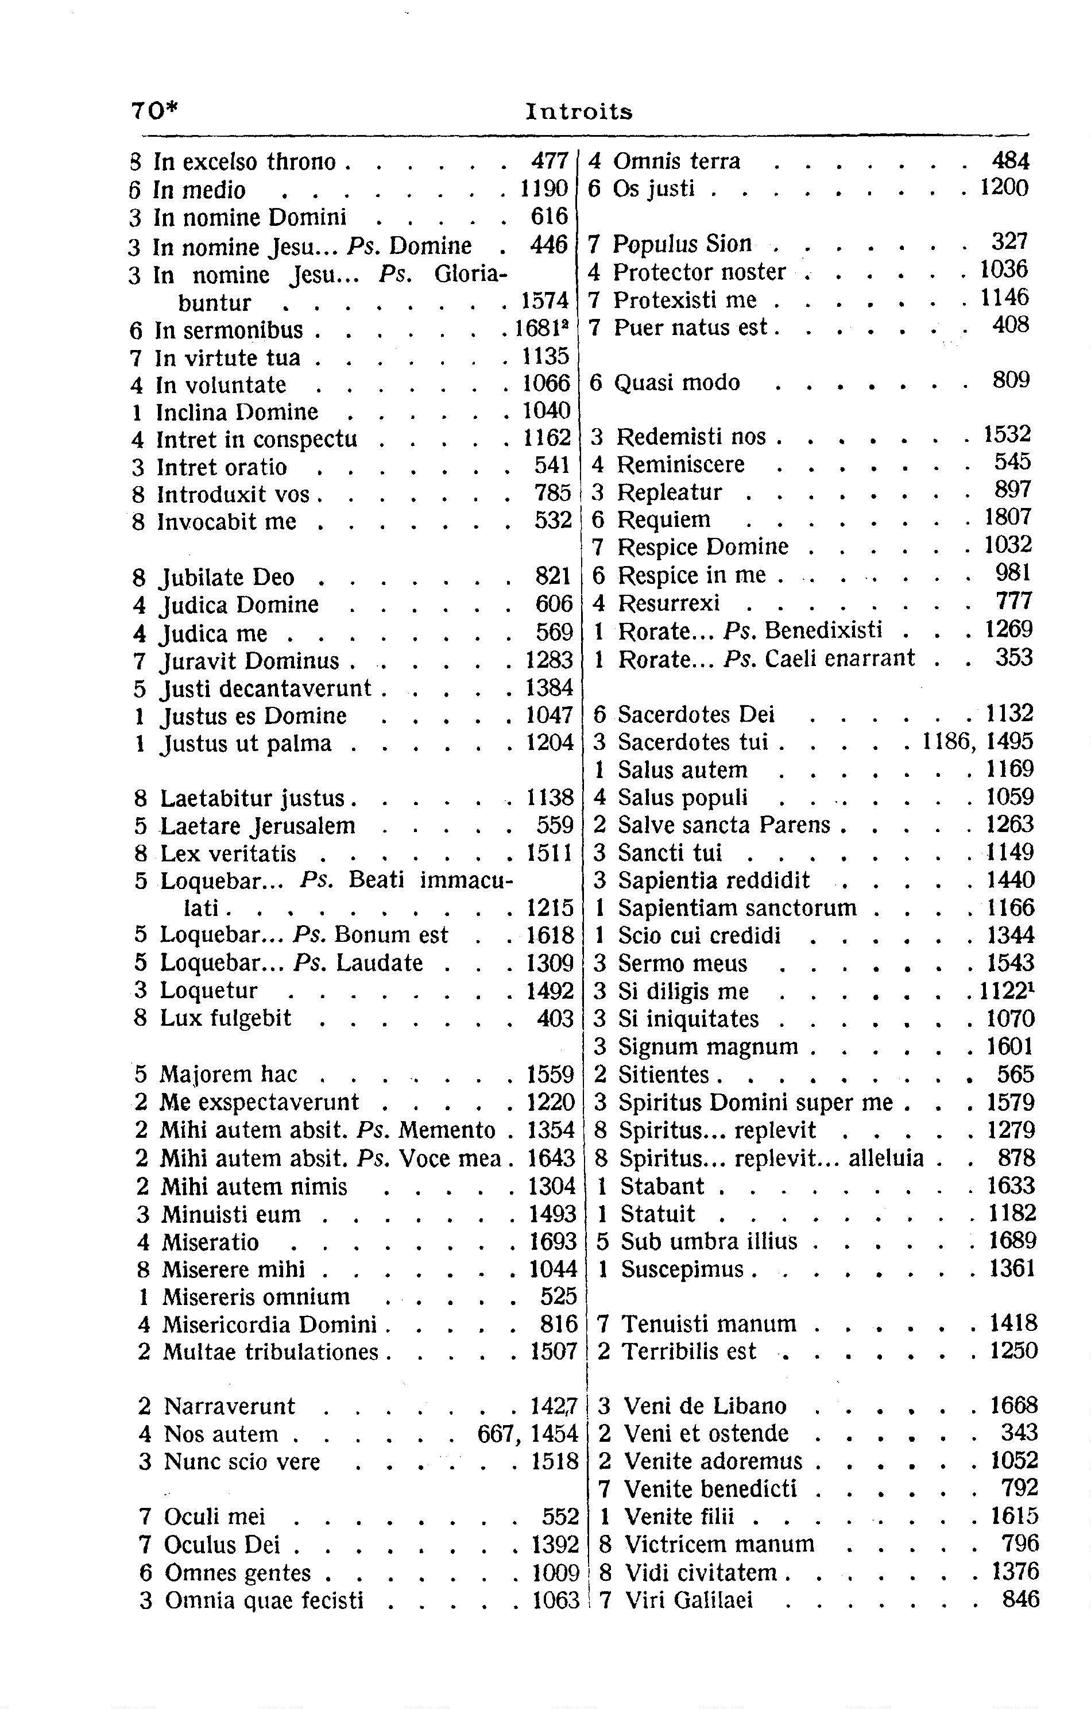 70*
Introits
8 In excelso throno . . . . . . 477
6 In medio . . . . . . . . 1190
3 In nomine Domini . . . . . 616
3 In nomine Jesu... Ps. Domine . 446
3 In nomine Jesu... Ps. Gloria-
buntur . . . . . . . . 1574
6 In sermonibus . . . . . . . 1681²
7 In virtute tua . . . . . . . 1135
4 In voluntate . . . . . . . 1066
1 Inclina Domine . . . . . . 1040
4 Intret in conspectu . . . . . 1162
3 Intret oratio . . . . . . . 541
8 Introduxit vos . . . . . . . 785
8 Invocabit me . . . . . . . 532
8 Jubilate Deo . . . . . . . 821
4 Judica Domine . . . . . . 606
4 Judica me . . . . . . . . 569
7 Juravit Dominus . . . . . . 1283
5 Justi decantaverunt . . . . . 1384
1 Justus es Domine . . . . . 1047
1 Justus ut palma . . . . . . 1204
8 Laetabitur justus . . . . . . 1138
5 Laetare Jerusalem . . . . . 559
8 Lex veritatis . . . . . . . 1511
5 Loquebar... Ps. Beati immacu-
lati . . . . . . . . . . 1215
5 Loquebar... Ps. Bonum est . . 1618
5 Loquebar... Ps. Laudate . . . 1309
3 Loquetur . . . . . . . . 1492
8 Lux fulgebit . . . . . . . 403
5 Majorem hac . . . . . . . 1559
2 Me exspectaverunt . . . . . 1220
2 Mihi autem absit. Ps. Memento . 1354
2 Mihi autem absit. Ps. Voce mea . 1643
2 Mihi autem nimis . . . . . 1304
3 Minuisti eum . . . . . . . 1493
4 Miseratio . . . . . . . . 1693
8 Miserere mihi . . . . . . . 1044
1 Misereris omnium . . . . . 525
4 Misericordia Domini . . . . . 816
2 Multae tribulationes . . . . . 1507
2 Narraverunt . . . . . . . 1427
4 Nos autem . . . . . . 667, 1454
3 Nunc scio vere . . . . . . 1518
7 Oculi mei . . . . . . . . 552
7 Oculus Dei . . . . . . . . 1392
6 Omnes gentes . . . . . . . 1009
3 Omnia quae fecisti . . . . . 1063
4 Omnis terra . . . . . . . 484
6 Os justi . . . . . . . . . 1200
7 Populus Sion . . . . . . . 327
4 Protector noster . . . . . . 1036
7 Protexisti me . . . . . . . 1146
7 Puer natus est . . . . . . . 408
6 Quasi modo . . . . . . . 809
3 Redemisti nos . . . . . . . 1532
4 Reminiscere . . . . . . . 545
3 Repleatur . . . . . . . . 897
6 Requiem . . . . . . . . 1807
7 Respice Domine . . . . . . 1032
6 Respice in me . . . . . . . 981
4 Resurrexi . . . . . . . . 777
1 Rorate... Ps. Benedixisti . . . 1269
1 Rorate... Ps. Caeli enarrant . . 353
6 Sacerdotes Dei . . . . . . 1132
3 Sacerdotes tui . . . . . 1186, 1495
1 Salus autem . . . . . . . 1169
4 Salus populi . . . . . . . 1059
2 Salve sancta Parens . . . . . 1263
3 Sancti tui . . . . . . . . 1149
3 Sapientia reddidit . . . . . 1440
1 Sapientiam sanctorum . . . . 1166
1 Scio cui credidi . . . . . . 1344
3 Sermo meus . . . . . . . 1543
3 Si diligis me . . . . . . . 1122¹
3 Si iniquitates . . . . . . . 1070
3 Signum magnum . . . . . . 1601
2 Sitientes . . . . . . . . . 565
3 Spiritus Domini super me . . . 1579
8 Spiritus... replevit . . . . . 1279
8 Spiritus... replevit... alleluia . . 878
1 Stabant . . . . . . . . . 1633
1 Statuit . . . . . . . . . 1182
5 Sub umbra illius . . . . . . 1689
1 Suscepimus . . . . . . . . 1361
7 Tenuisti manum . . . . . . 1418
2 Terribilis est . . . . . . . 1250
3 Veni de Libano . . . . . . 1668
2 Veni et ostende . . . . . . 343
2 Venite adoremus . . . . . . 1052
7 Venite benedicti . . . . . . 792
1 Venite filii . . . . . . . . 1615
8 Victricem manum . . . . . 796
8 Vidi civitatem . . . . . . . 1376
7 Viri Galilaei . . . . . . . 846